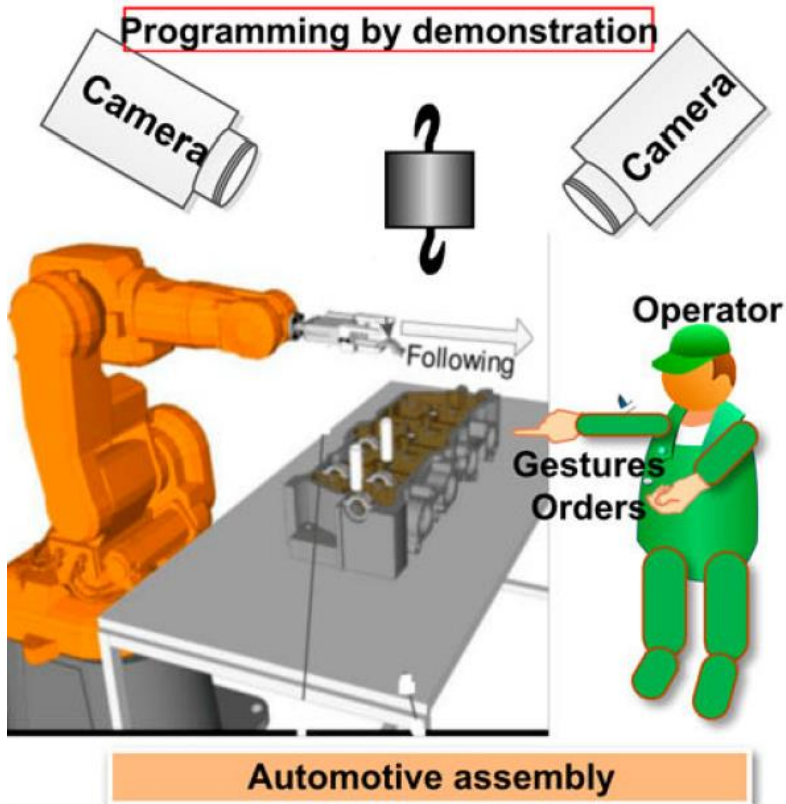 Programming by demonstration
Camera
Camera
Operator
Following
Gestures
Orders
Automotive assembly